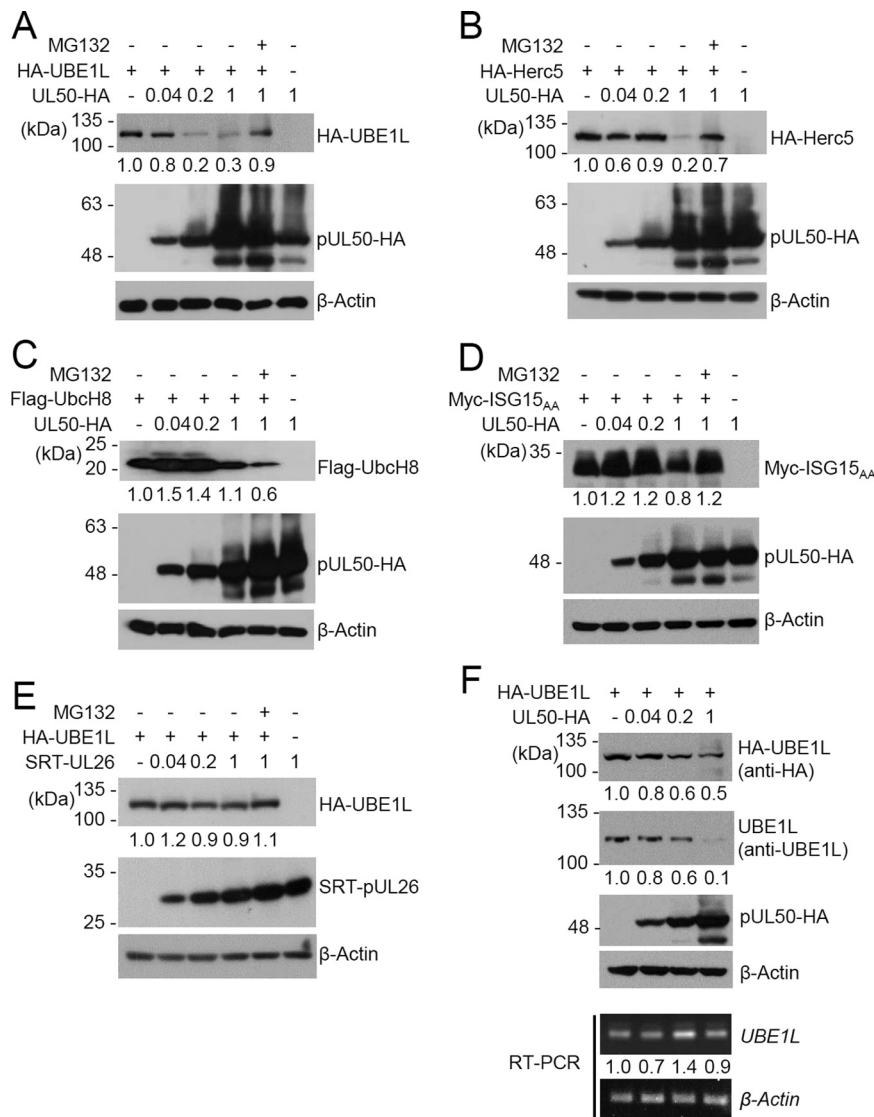 A
MG132 - - - - + -
HA-UBE1L + + + + + -
UL50-HA - 0.04 0.2 1 1 1
(kDa) 135 -
100 -
HA-UBE1L
1.0 0.8 0.2 0.3 0.9
63 -
48 -
pUL50-HA
β-Actin
B
MG132 - - - - + -
HA-Herc5 + + + + + -
UL50-HA - 0.04 0.2 1 1 1
(kDa) 135 -
100 -
HA-Herc5
1.0 0.6 0.9 0.2 0.7
63 -
48 -
pUL50-HA
β-Actin
C
MG132 - - - - + -
Flag-UbcH8 + + + + + -
UL50-HA - 0.04 0.2 1 1 1
(kDa) 25 -
20 -
Flag-UbcH8
1.0 1.5 1.4 1.1 0.6
63 -
48 -
pUL50-HA
β-Actin
D
MG132 - - - - + -
Myc-ISG15AA + + + + + -
UL50-HA - 0.04 0.2 1 1 1
(kDa) 35 -
Myc-ISG15AA
1.0 1.2 1.2 0.8 1.2
48 -
pUL50-HA
β-Actin
E
MG132 - - - - + -
HA-UBE1L + + + + + -
SRT-UL26 - 0.04 0.2 1 1 1
(kDa) 135 -
100 -
HA-UBE1L
1.0 1.2 0.9 0.9 1.1
35 -
25 -
SRT-pUL26
β-Actin
F
HA-UBE1L + + + +
UL50-HA - 0.04 0.2 1
(kDa) 135 -
100 -
HA-UBE1L
(anti-HA)
1.0 0.8 0.6 0.5
135 -
100 -
UBE1L
(anti-UBE1L)
1.0 0.8 0.6 0.1
48 -
pUL50-HA
β-Actin
RT-PCR
UBE1L
1.0 0.7 1.4 0.9
β-Actin